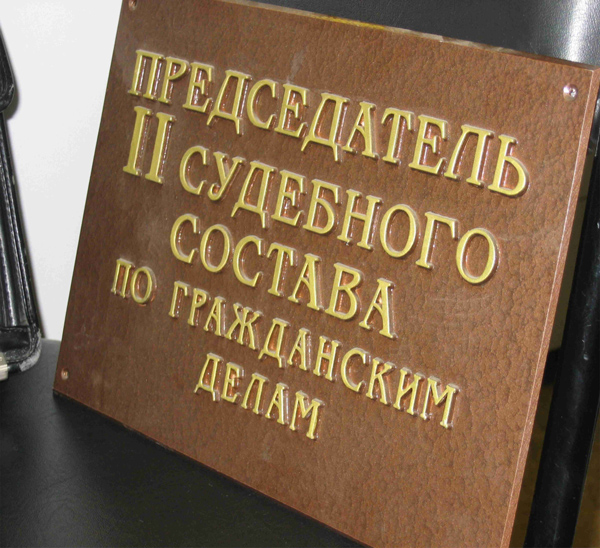 ПРЕДСЕДАТЕЛЬ
II СУДЕБНОГО
СОСТАВА
ПО ГРАЖДАНСКИМ
ДЕЛАМ